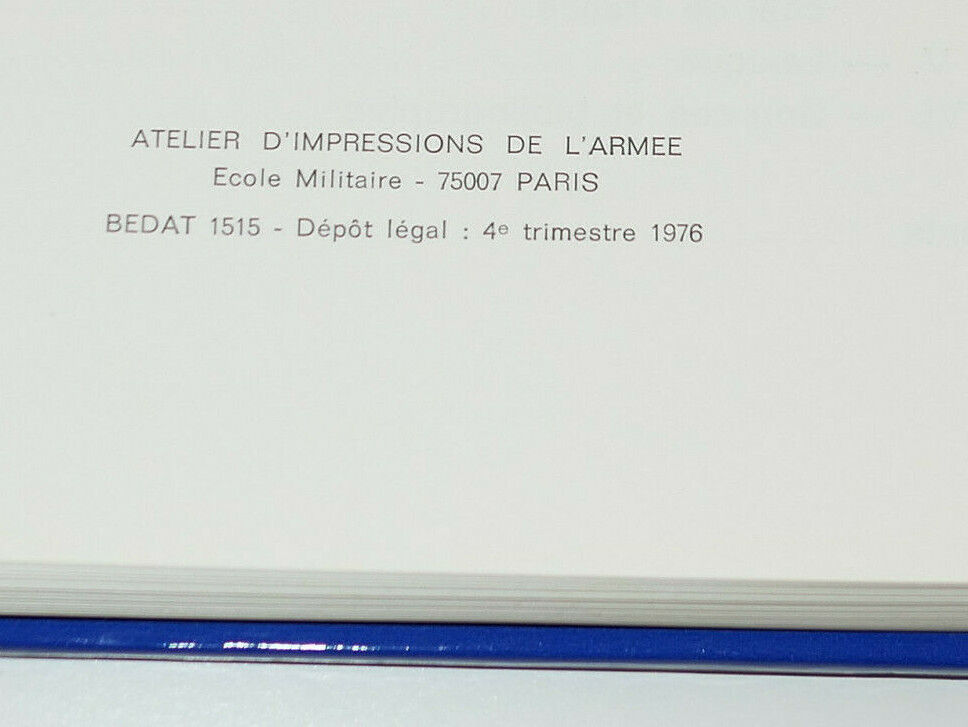 ATELIER D'IMPRESSIONS DE L'ARMEE
Ecole Militaire - 75007 PARIS
BEDAT 1515 - Dépôt légal : 4e trimestre 1976